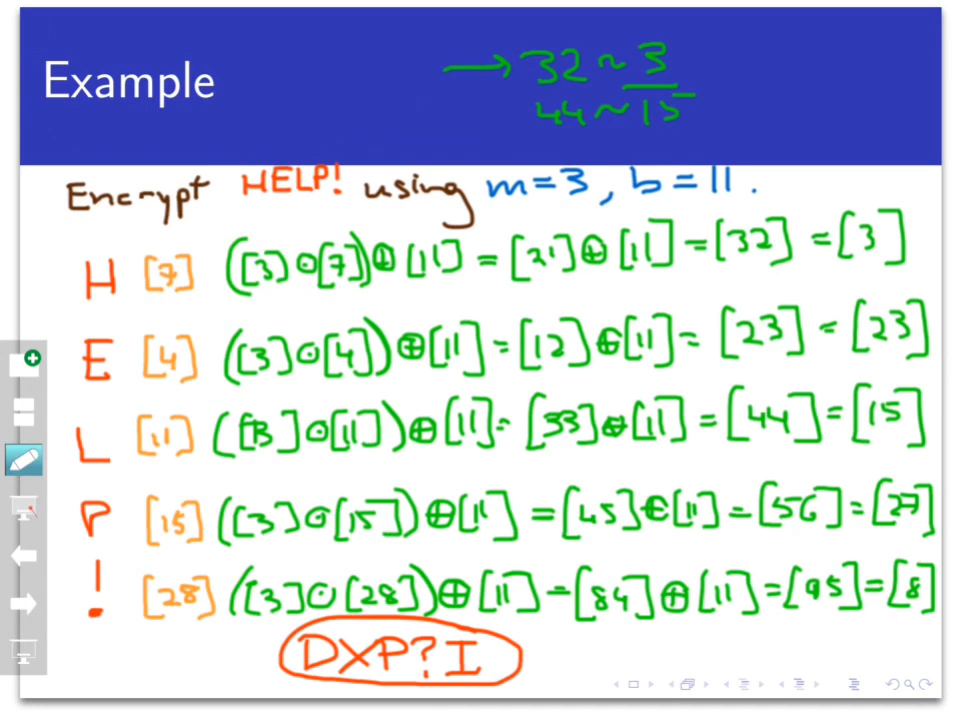 Example
→ 32 ~ 3
44 ~ 15
Encrypt HELP! using m=3, b=11.
H [7] ([3]⊙[7])⊕[11] = [21]⊕[11] = [32] = [3]
E [4] ([3]⊙[4])⊕[11] = [12]⊕[11] = [23] = [23]
L [11] ([3]⊙[11])⊕[11] = [33]⊕[11] = [44] = [15]
P [15] ([3]⊙[15])⊕[11] = [45]⊕[11] = [56] = [27]
! [28] ([3]⊙[28])⊕[11] = [84]⊕[11] = [95] = [8]
DXP?I